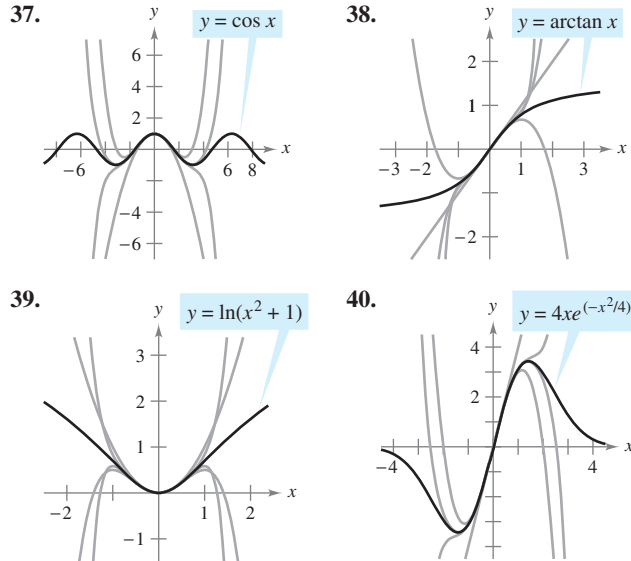 37.
y
y = cos x
6
4
2
−6
6 8
x
−4
−6
38.
y
y = arctan x
2
1
−3 −2
1
3
x
−2
39.
y
y = ln(x² + 1)
3
2
1
−2
1
2
x
−1
40.
y
y = 4xe^(−x²/4)
4
2
−4
4
x